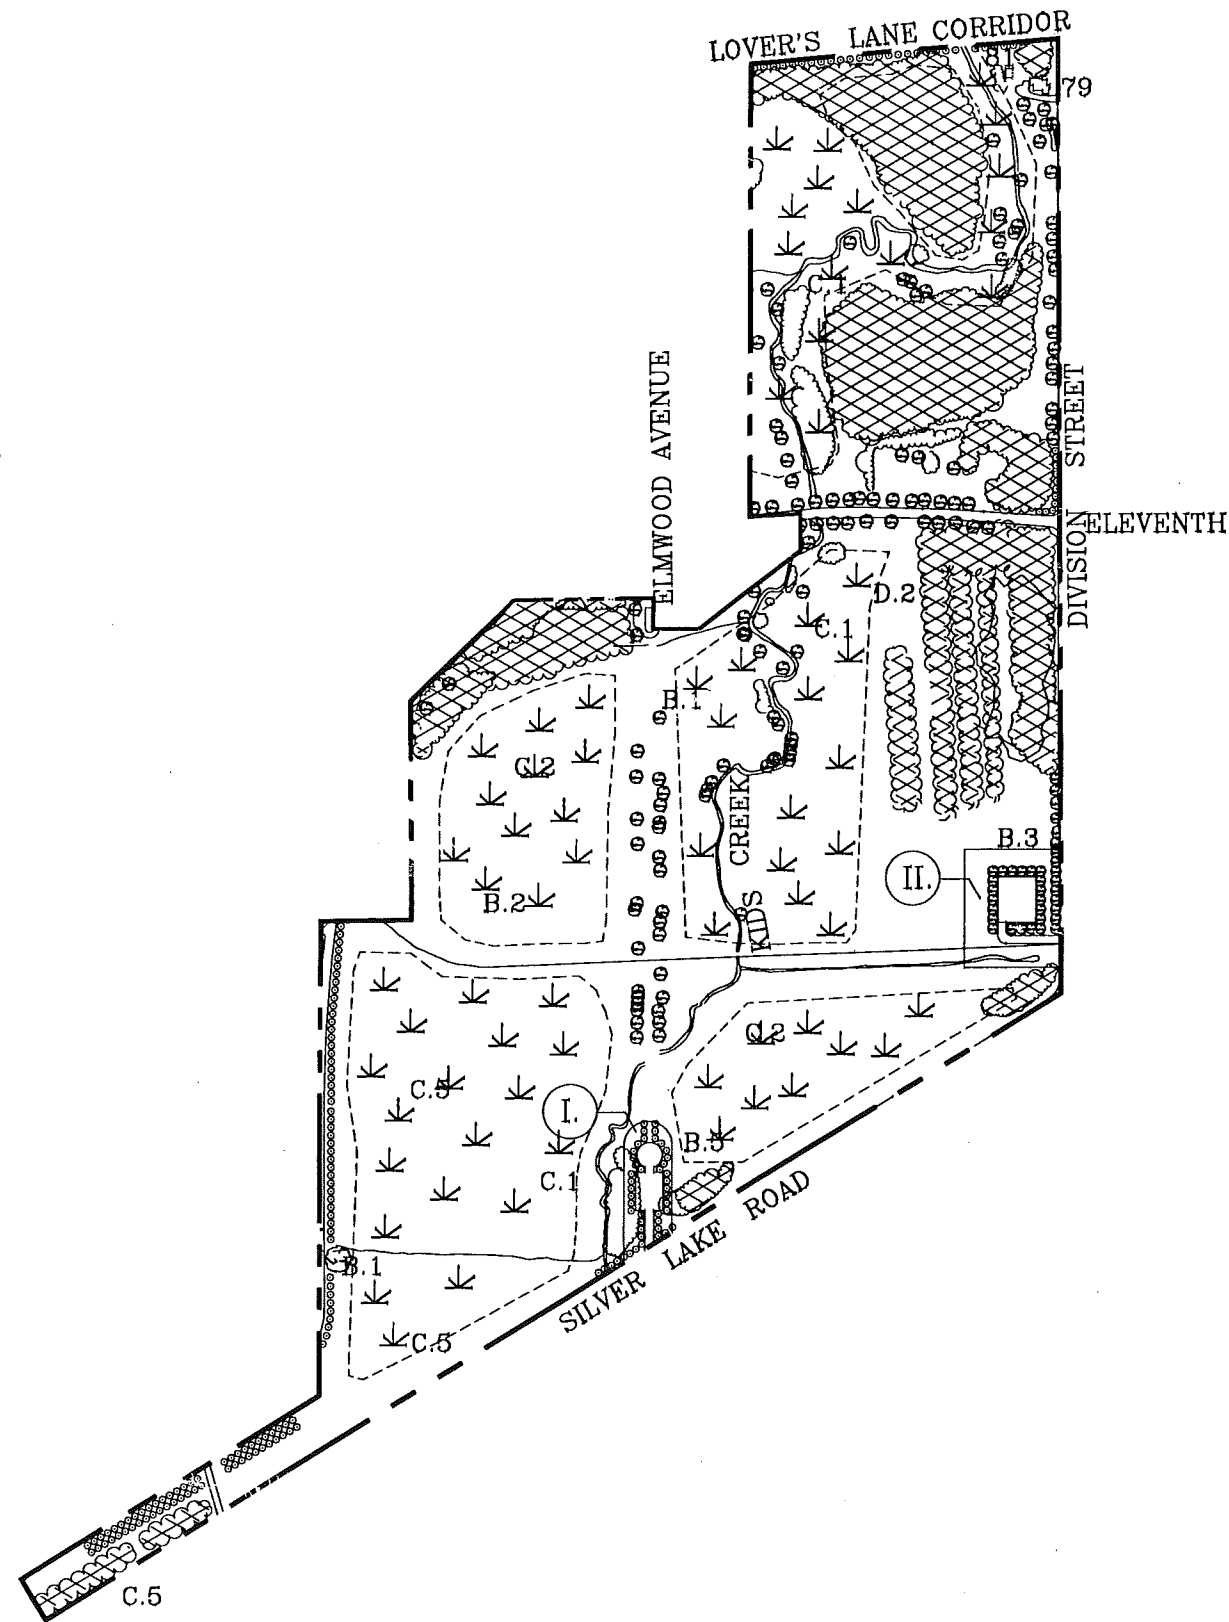 LOVER'S LANE CORRIDOR
81
79
ELMWOOD AVENUE
DIVISION STREET
ELEVENTH
D.2
C.1
B.1
C.2
CREEK
B.3
II.
B.2
KIDS
C.2
C.5
I.
B.5
C.1
SILVER LAKE ROAD
B.1
C.5
C.5